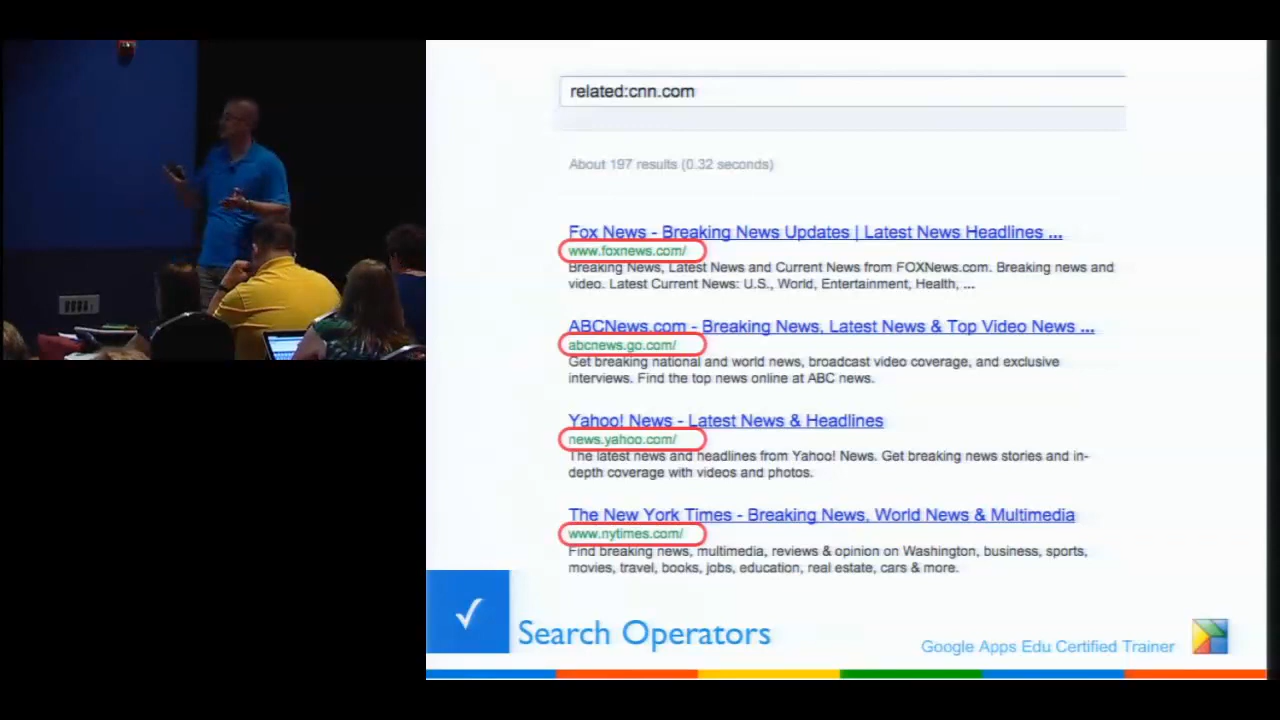 related:cnn.com
About 197 results (0.32 seconds)
Fox News - Breaking News Updates | Latest News Headlines ...
www.foxnews.com/
Breaking News, Latest News and Current News from FOXNews.com. Breaking news and
video. Latest Current News: U.S., World, Entertainment, Health, ...
ABCNews.com - Breaking News, Latest News & Top Video News ...
abcnews.go.com/
Get breaking national and world news, broadcast video coverage, and exclusive
interviews. Find the top news online at ABC news.
Yahoo! News - Latest News & Headlines
news.yahoo.com/
The latest news and headlines from Yahoo! News. Get breaking news stories and in-
depth coverage with videos and photos.
The New York Times - Breaking News, World News & Multimedia
www.nytimes.com/
Find breaking news, multimedia, reviews & opinion on Washington, business, sports,
movies, travel, books, jobs, education, real estate, cars & more.
Search Operators
Google Apps Edu Certified Trainer